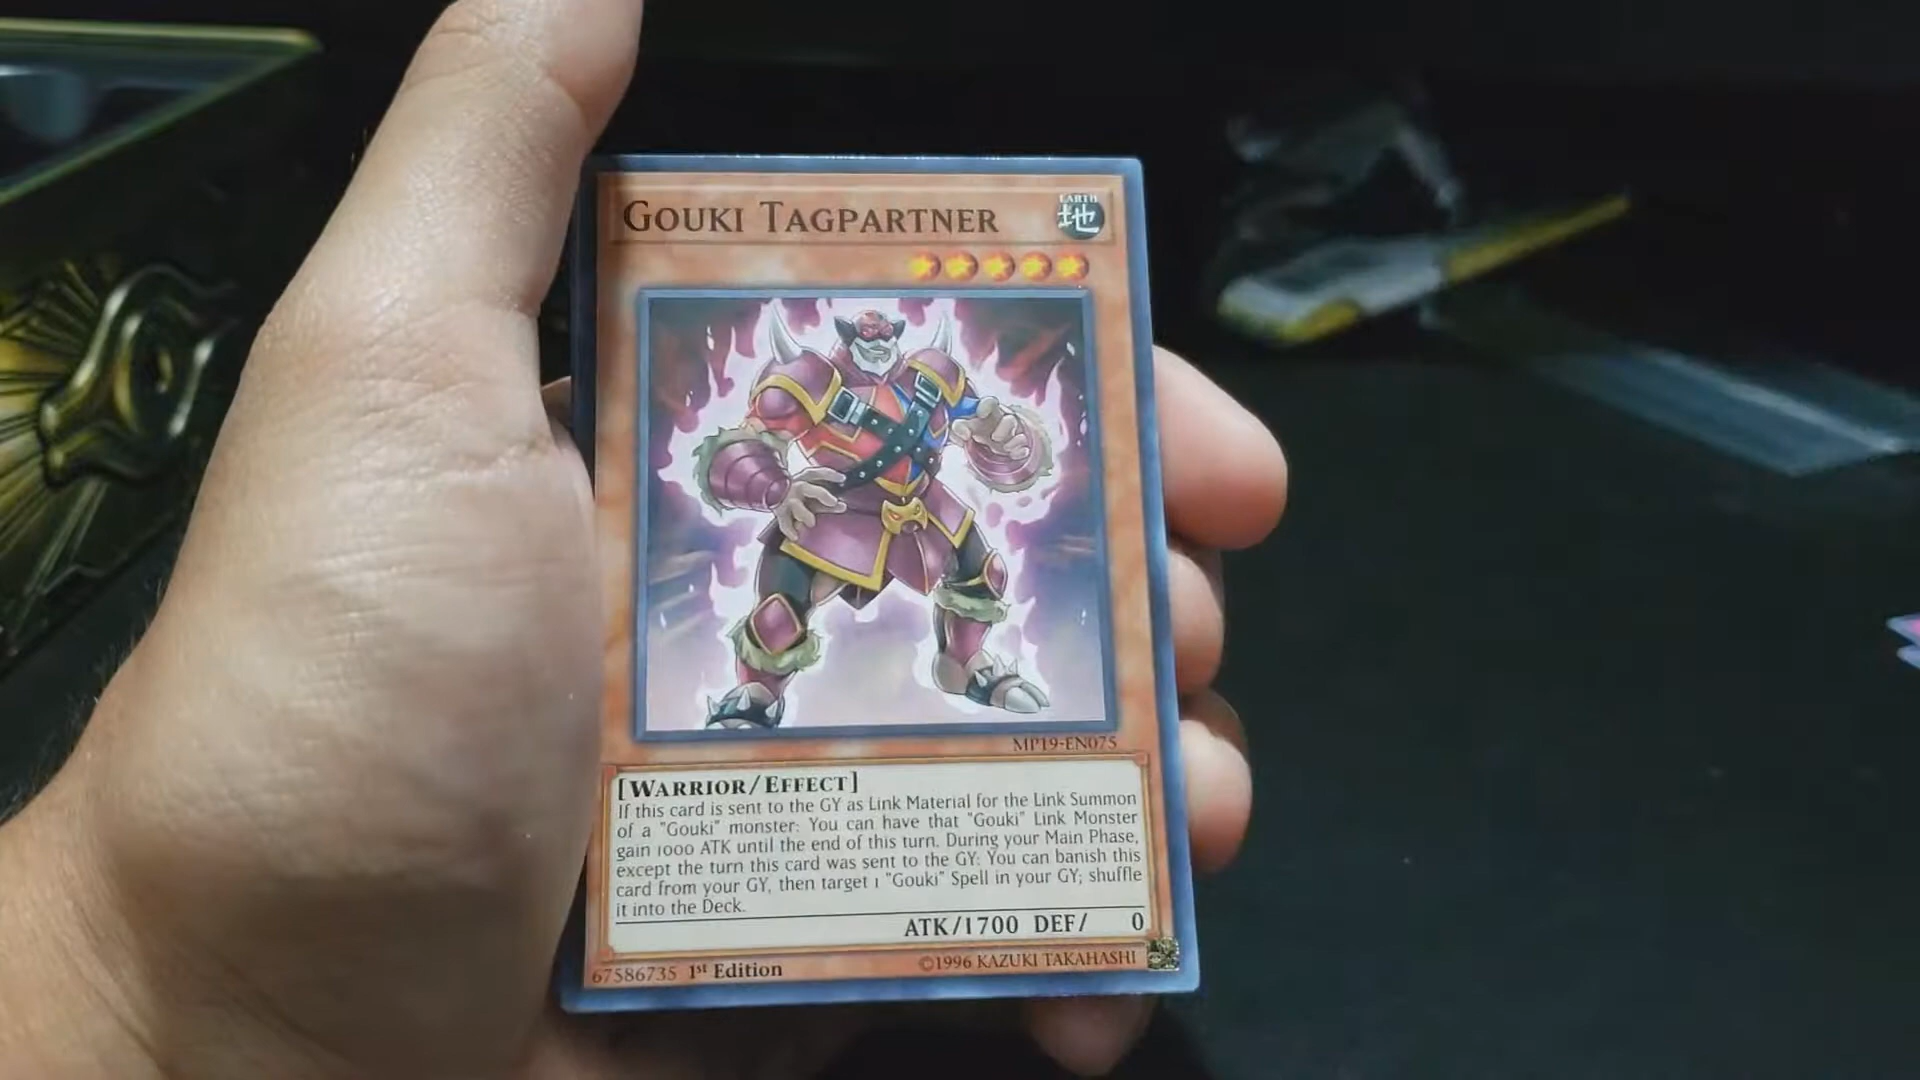 GOUKI TAGPARTNER
EARTH
地
MP19-EN075
[WARRIOR/EFFECT]
If this card is sent to the GY as Link Material for the Link Summon
of a "Gouki" monster: You can have that "Gouki" Link Monster
gain 1000 ATK until the end of this turn. During your Main Phase,
except the turn this card was sent to the GY: You can banish this
card from your GY, then target 1 "Gouki" Spell in your GY; shuffle
it into the Deck.
ATK/1700 DEF/ 0
67586735 1st Edition ©1996 KAZUKI TAKAHASHI